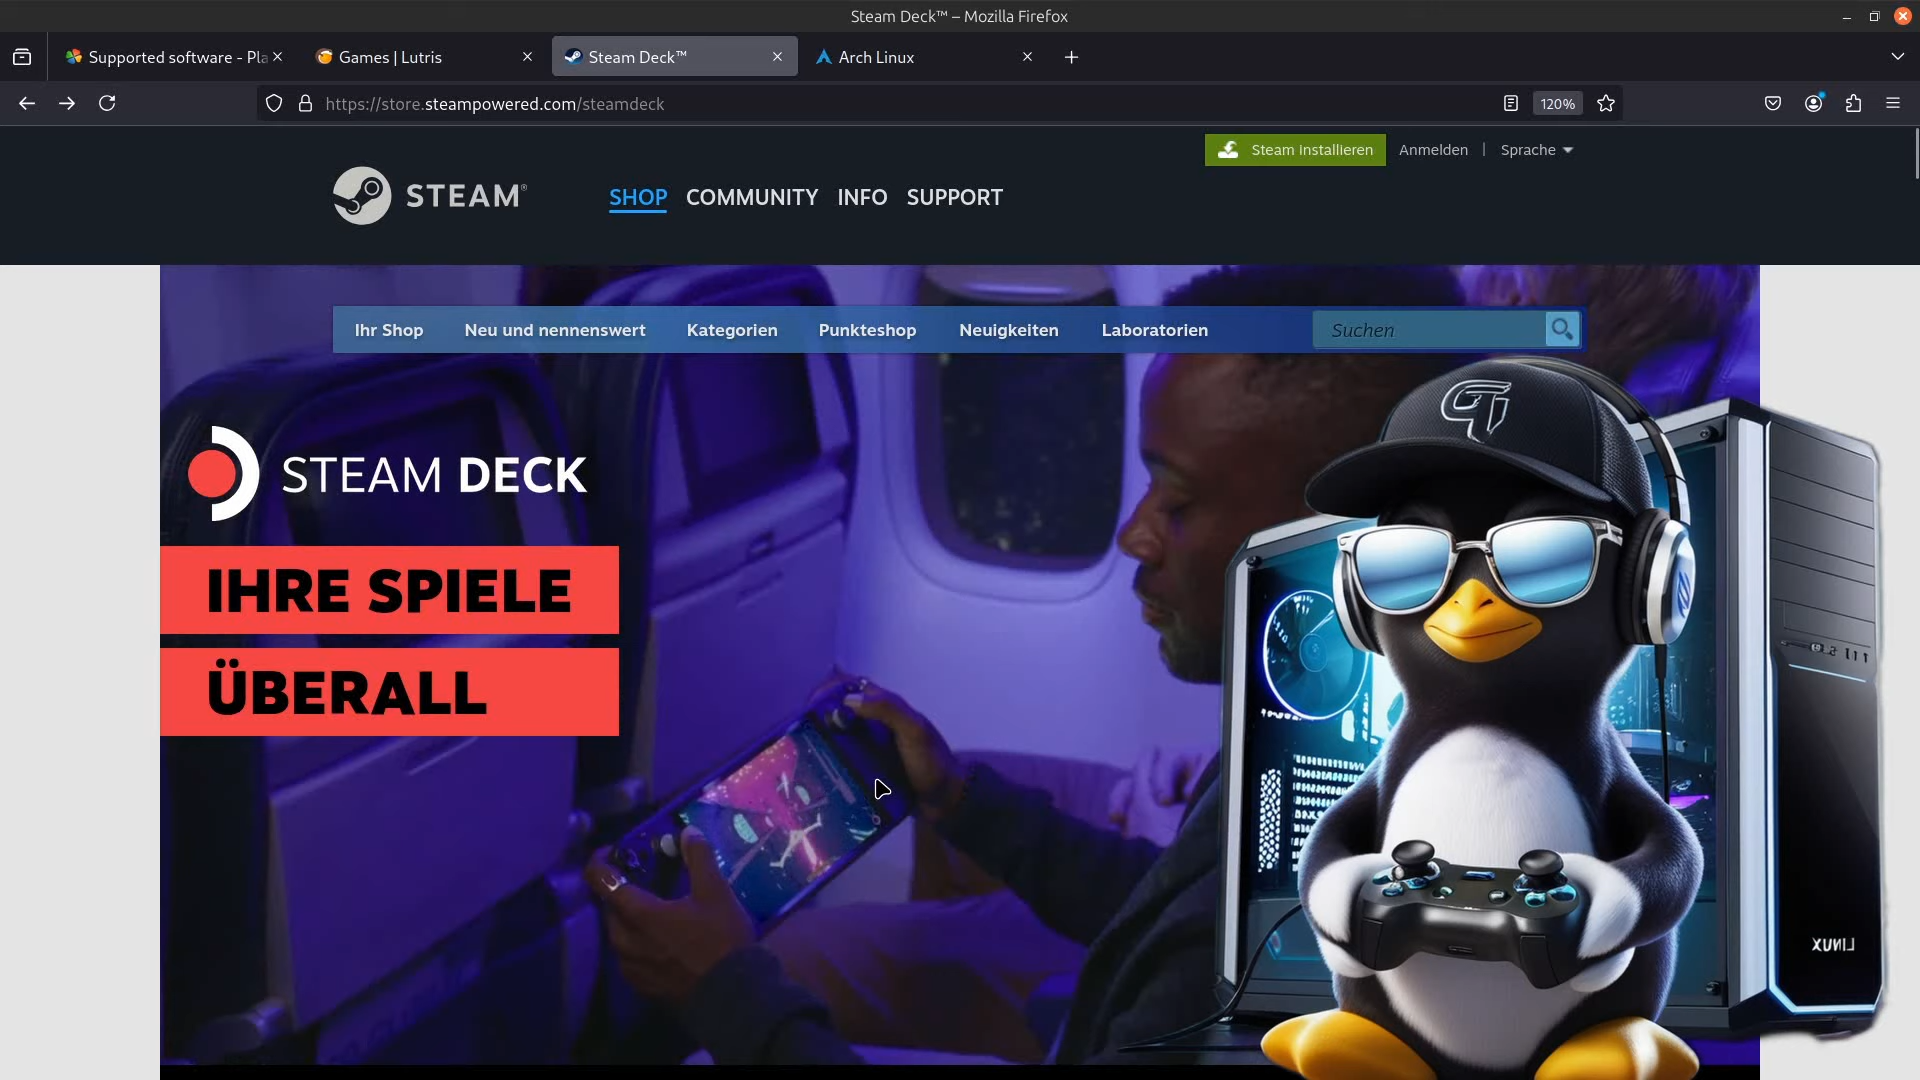 Steam Deck™ – Mozilla Firefox
Supported software - Pla
Games | Lutris
Steam Deck™
Arch Linux
https://store.steampowered.com/steamdeck
120%
Steam installieren
Anmelden
Sprache
STEAM®
SHOP
COMMUNITY
INFO
SUPPORT
Ihr Shop
Neu und nennenswert
Kategorien
Punkteshop
Neuigkeiten
Laboratorien
Suchen
STEAM DECK
IHRE SPIELE
ÜBERALL
LINUX